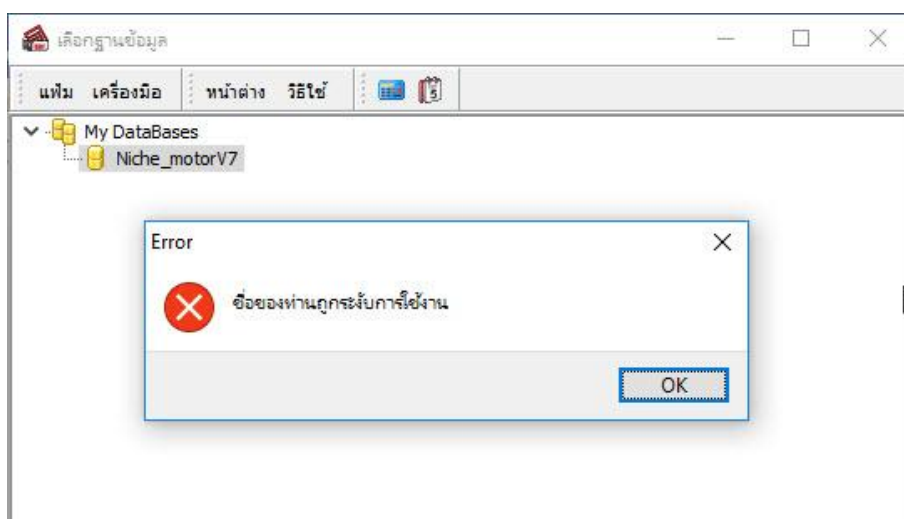 เลือกฐานข้อมูล
แฟ้ม เครื่องมือ หน้าต่าง วิธีใช้ 5
My DataBases
Niche_motorV7
Error
ชื่อของท่านถูกระงับการใช้งาน
OK